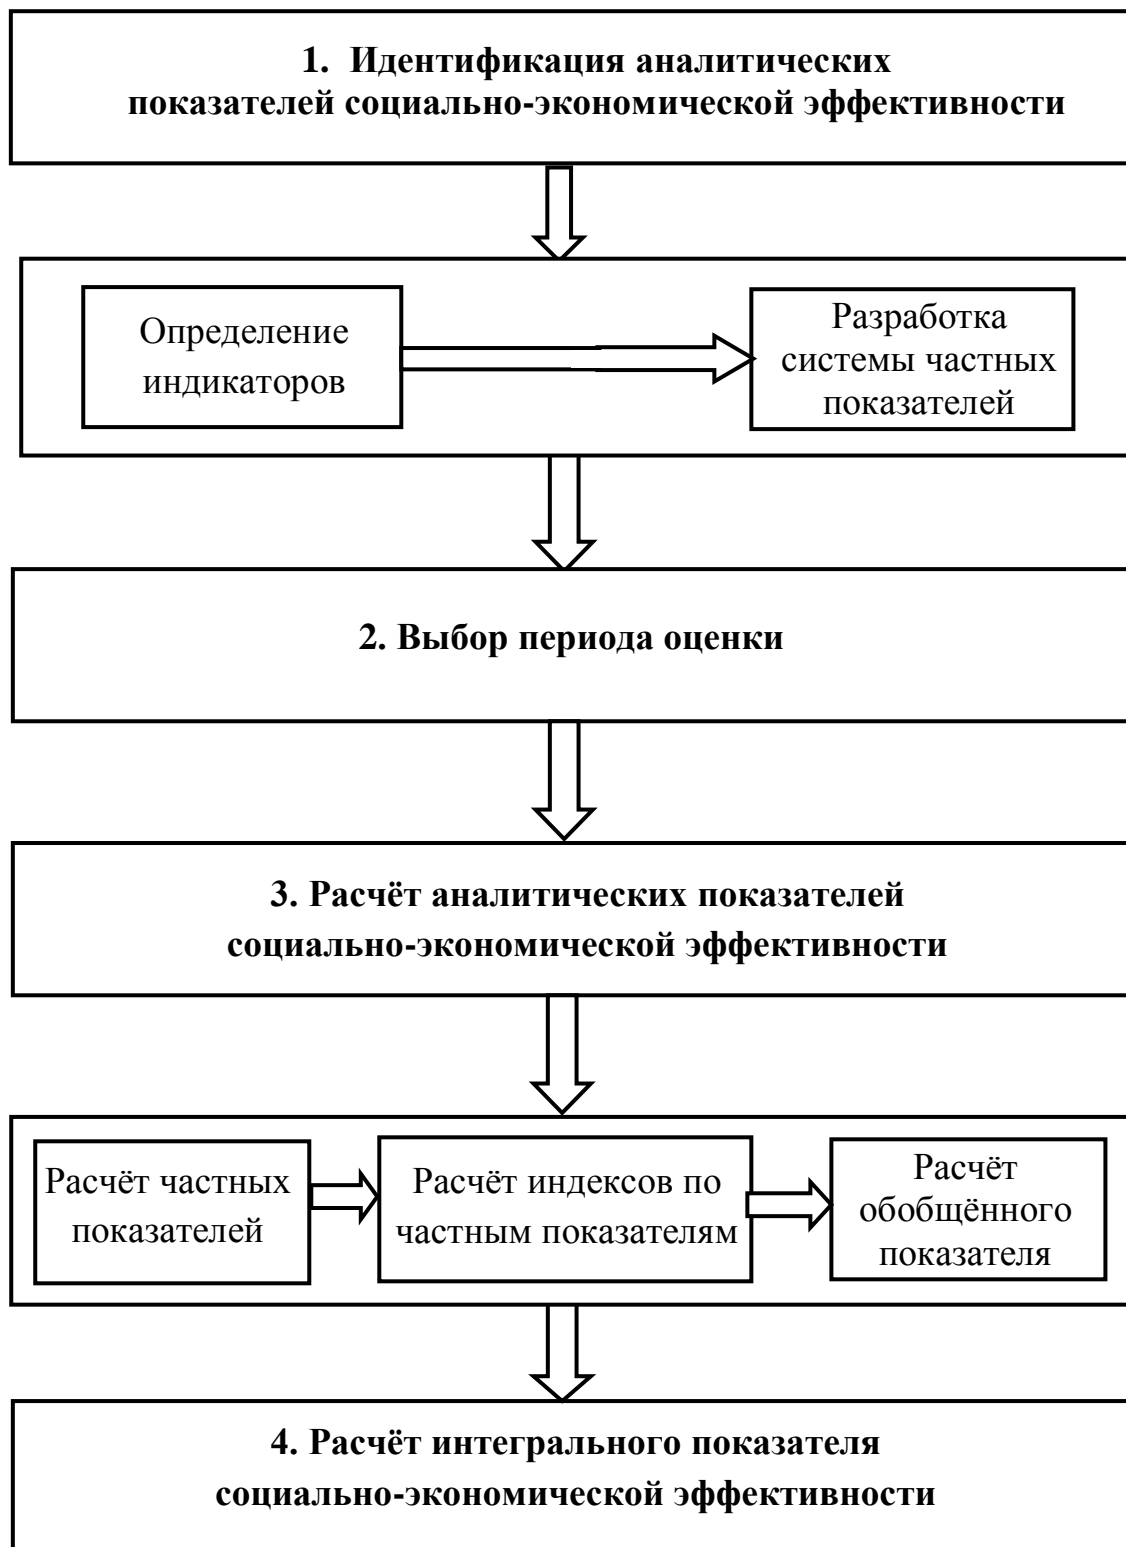 1. Идентификация аналитических
показателей социально-экономической эффективности
Определение
индикаторов
Разработка
системы частных
показателей
2. Выбор периода оценки
3. Расчёт аналитических показателей
социально-экономической эффективности
Расчёт частных
показателей
Расчёт индексов по
частным показателям
Расчёт
обобщённого
показателя
4. Расчёт интегрального показателя
социально-экономической эффективности